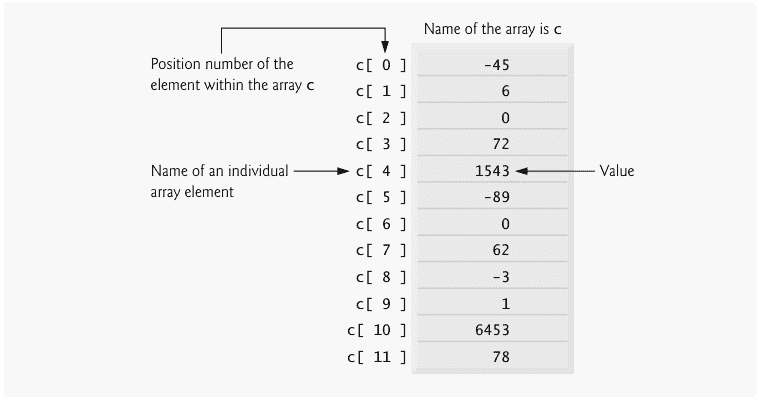 Name of the array is c
Position number of the
element within the array c
c[ 0 ] -45
c[ 1 ] 6
c[ 2 ] 0
c[ 3 ] 72
Name of an individual
array element
c[ 4 ] 1543
Value
c[ 5 ] -89
c[ 6 ] 0
c[ 7 ] 62
c[ 8 ] -3
c[ 9 ] 1
c[ 10 ] 6453
c[ 11 ] 78